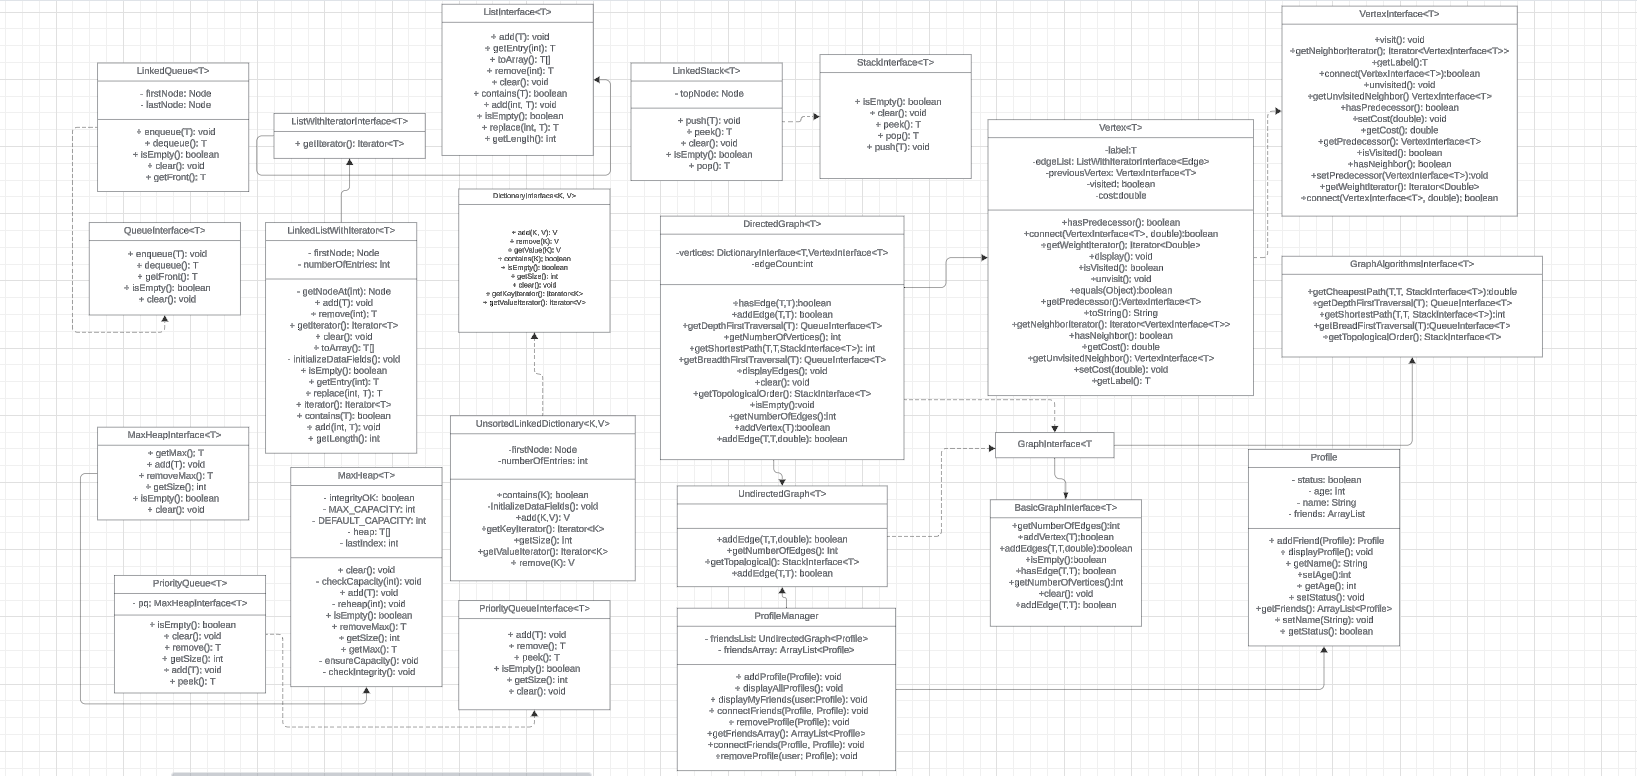 ListInterface<T>
+ add(T): void
+ getEntry(int); T
+ toArray(); T[]
+ remove(int): T
+ clear(); void
+ contains(T): boolean
+ add(int, T): void
+ isEmpty(); boolean
+ replace(int, T); T
+ getLength(); int
LinkedQueue<T>
- firstNode: Node
- lastNode: Node
+ enqueue(T): void
+ dequeue(); T
+ isEmpty(): boolean
+ clear(): void
+ getFront(); T
ListWithIteratorInterface<T>
+ getIterator(); Iterator<T>
LinkedStack<T>
- topNode: Node
+ push(T): void
+ peek(): T
+ clear(): void
+ isEmpty(): boolean
+ pop(); T
StackInterface<T>
+ isEmpty(): boolean
+ clear(); void
+ peek(): T
+ pop(): T
+ push(T): void
VertexInterface<T>
+visit(): void
+getNeighborIterator(); Iterator<VertexInterface<T>>
+getLabel():T
+connect(VertexInterface<T>):boolean
+unvisited(): void
+getUnvisitedNeighbor() VertexInterface<T>
+hasPredecessor(): boolean
+setCost(double): void
+getCost(); double
+getPredecessor(): VertexInterface<T>
+isVisited(): boolean
+hasNeighbor(); boolean
+setPredecessor(VertexInterface<T>):void
+getWeightIterator(): Iterator<Double>
+connect(VertexInterface<T>, double); boolean
Vertex<T>
-label:T
-edgeList: ListWithIteratorInterface<Edge>
-previousVertex: VertexInterface<T>
-visited; boolean
-cost:double
+hasPredecessor(); boolean
+connect(VertexInterface<T>, double):boolean
+getWeightIterator(); Iterator<Double>
+display(); void
+isVisited(): boolean
+unvisit(): void
+equals(Object):boolean
+getPredecessor():VertexInterface<T>
+toString(): String
+getNeighborIterator(); Iterator<VertexInterface<T>>
+hasNeighbor(): boolean
+getCost(): double
+getUnvisitedNeighbor(): VertexInterface<T>
+setCost(double): void
+getLabel(): T
QueueInterface<T>
+ enqueue(T): void
+ dequeue(): T
+ getFront(): T
+ isEmpty(): boolean
+ clear(): void
LinkedListWithIterator<T>
- firstNode; Node
- numberOfEntries: Int
- getNodeAt(int): Node
+ add(T): void
+ remove(int): T
+ getIterator(); Iterator<T>
+ clear(): void
+ toArray(): T[]
- initializeDataFields(); void
+ isEmpty(): boolean
+ getEntry(int): T
+ replace(int, T): T
+ Iterator(): Iterator<T>
+ contains(T): boolean
+ add(int, T): void
+ getLength(); int
DictionaryInterface<K, V>
+ add(K, V): V
+ remove(K): V
+ getValue(K): V
+ contains(K): boolean
+ isEmpty(): boolean
+ getSize(): int
+ clear(): void
+ getKeyIterator(): Iterator<K>
+ getValueIterator(): Iterator<V>
DirectedGraph<T>
-vertices: DictionaryInterface<T,VertexInterface<T>
-edgeCount:int
+hasEdge(T,T):boolean
+addEdge(T,T): boolean
+getDepthFirstTraversal(T): QueueInterface<T>
+getNumberOfVertices(); int
+getShortestPath(T,T,StackInterface<T>); int
+getBreadthFirstTraversal(T): QueueInterface<T>
+displayEdges(); void
+clear(): void
+getTopologicalOrder(); StackInterface<T>
+isEmpty():void
+getNumberOfEdges():Int
+addVertex(T):boolean
+addEdge(T,T,double): boolean
GraphAlgorithmsInterface<T>
+getCheapestPath(T,T, StackInterface<T>):double
+getDepthFirstTraversal(T); QueueInterface<T>
+getShortestPath(T,T, StackInterface<T>):int
+getBreadFirstTraversal(T):QueueInterface<T>
+getTopologicalOrder(); StackInterface<T>
MaxHeapInterface<T>
+ getMax(); T
+ add(T): void
+ removeMax(): T
+ getSize(); int
+ isEmpty(): boolean
+ clear(): void
MaxHeap<T>
- integrityOK: boolean
- MAX_CAPACITY: int
- DEFAULT_CAPACITY: int
- heap: T[]
- lastIndex: int
+ clear(); void
- checkCapacity(int): void
+ add(T): void
- reheap(int); void
+ isEmpty(): boolean
+ removeMax(): T
+ getSize(); int
+ getMax(): T
- ensureCapacity(); void
- checkIntegrity(); void
UnsortedLinkedDictionary<K,V>
-firstNode: Node
-numberOfEntries: int
+contains(K); boolean
-InitializeDataFields(); void
+add(K,V): V
+getKeyIterator(): Iterator<K>
+getSize(): int
+getValueIterator(): Iterator<K>
+ remove(K): V
GraphInterface<T
Profile
- status: boolean
- age: int
- name: String
- friends: ArrayList
+ addFriend(Profile): Profile
+ displayProfile(); void
+ getName(); String
+setAge():int
+ getAge(); int
+ setStatus(): void
+getFriends(); ArrayList<Profile>
+ setName(String): void
+ getStatus(); boolean
UndirectedGraph<T>
+addEdge(T,T,double): boolean
+getNumberOfEdges(): Int
+getTopological(): StackInterface<T>
+addEdge(T,T): boolean
BasicGraphInterface<T>
+getNumberOfEdges():int
+addVertex(T);boolean
+addEdges(T,T,double):boolean
+isEmpty():boolean
+hasEdge(T,T); boolean
+getNumberOfVertices():Int
+clear(): void
+addEdge(T,T): boolean
PriorityQueue<T>
- pq; MaxHeapInterface<T>
+ isEmpty(): boolean
+ clear(); void
+ remove(): T
+ getSize(); int
+ add(T); void
+ peek(): T
PriorityQueueInterface<T>
+ add(T): void
+ remove(); T
+ peek(): T
+ isEmpty(): boolean
+ getSize(); int
+ clear(): void
ProfileManager
- friendsList: UndirectedGraph<Profile>
- friendsArray: ArrayList<Profile>
+ addProfile(Profile): void
+ displayAllProfiles(); void
+ displayMyFriends(user:Profile): void
+ connectFriends(Profile, Profile): void
+ removeProfile(Profile); void
+getFriendsArray(): ArrayList<Profile>
+connectFriends(Profile, Profile): void
+removeProfile(user; Profile); void